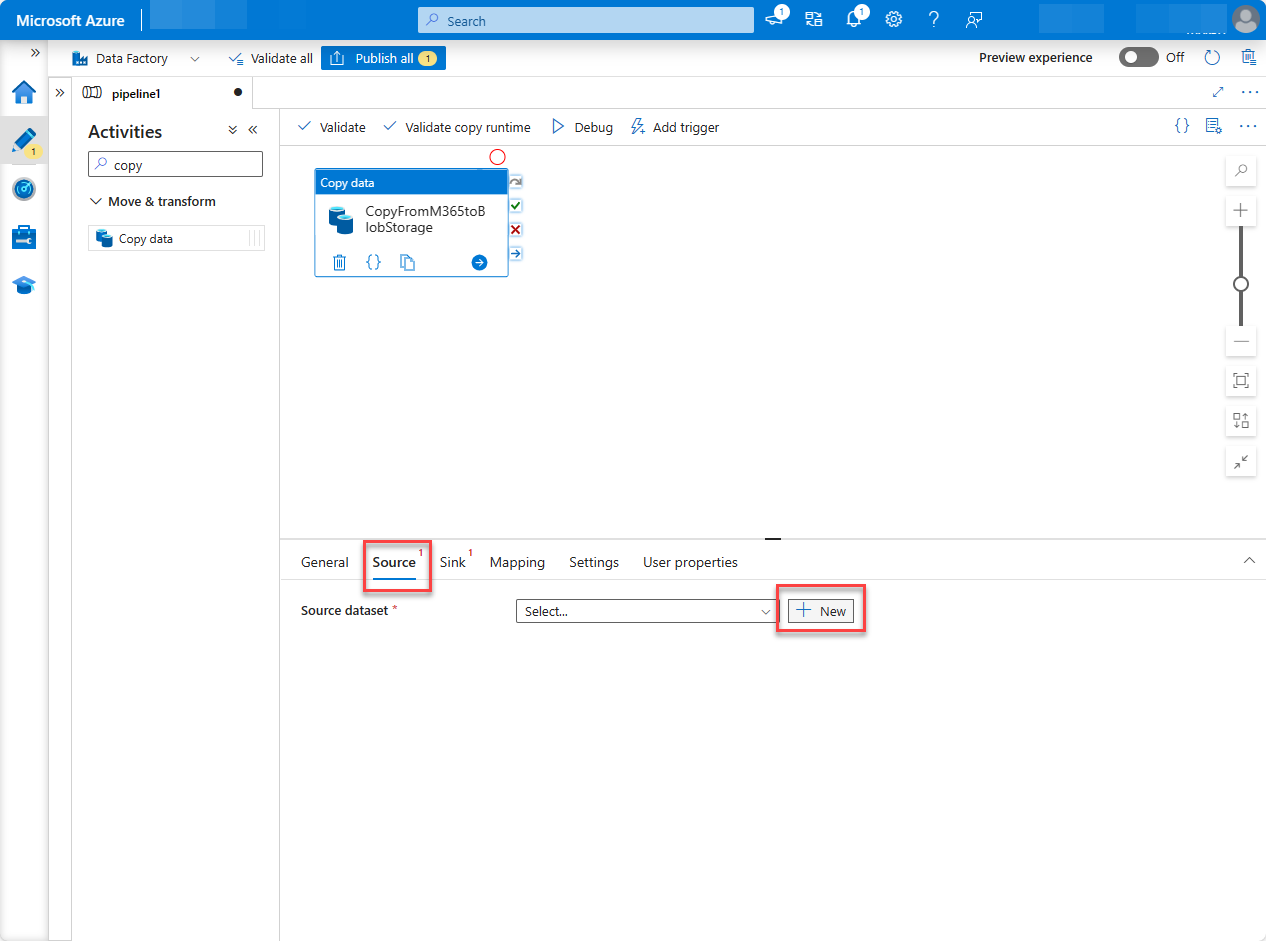 Microsoft Azure
Search
1
1
Data Factory
Validate all
Publish all
1
Preview experience
Off
pipeline1
Activities
copy
Move & transform
Copy data
1
Validate
Validate copy runtime
Debug
Add trigger
Copy data
CopyFromM365toB
lobStorage
General
Source 1
Sink 1
Mapping
Settings
User properties
Source dataset *
Select...
New